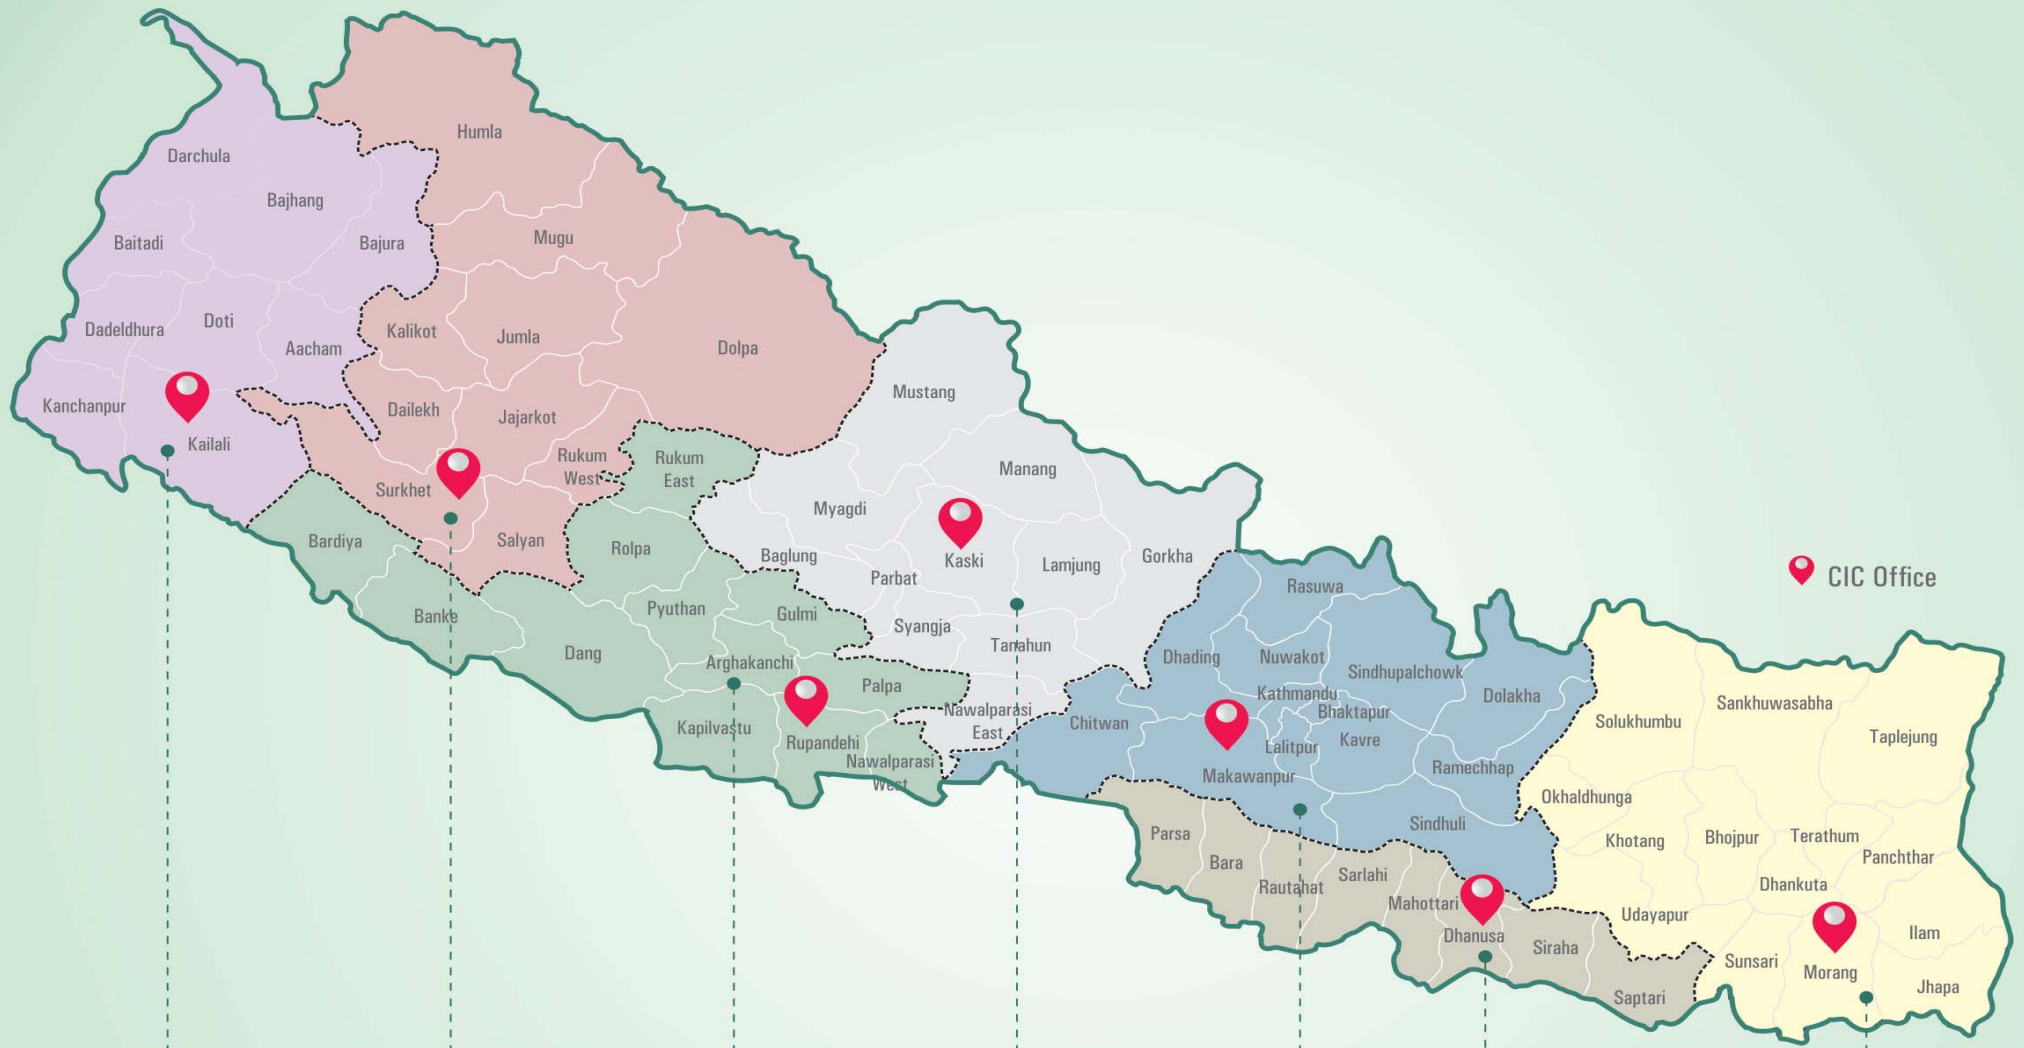 Humla
Darchula
Bajhang
Baitadi
Bajura
Mugu
Dadeldhura
Doti
Aacham
Kalikot
Jumla
Dolpa
Kanchanpur
Kailali
Dailekh
Jajarkot
Surkhet
Rukum
West
Salyan
Rukum
East
Bardiya
Banke
Rolpa
Dang
Pyuthan
Gulmi
Arghakanchi
Palpa
Kapilvastu
Rupandehi
Nawalparasi
West
Mustang
Manang
Myagdi
Baglung
Parbat
Kaski
Lamjung
Gorkha
Syangja
Tanahun
Nawalparasi
East
Rasuwa
Dhading
Nuwakot
Sindhupalchowk
Dolakha
Kathmandu
Bhaktapur
Chitwan
Lalitpur
Kavre
Makawanpur
Ramechhap
Sindhuli
Parsa
Bara
Rautahat
Sarlahi
Mahottari
Dhanusa
Siraha
Saptari
CIC Office
Solukhumbu
Sankhuwasabha
Taplejung
Okhaldhunga
Khotang
Bhojpur
Terathum
Panchthar
Dhankuta
Udayapur
Sunsari
Morang
Ilam
Jhapa